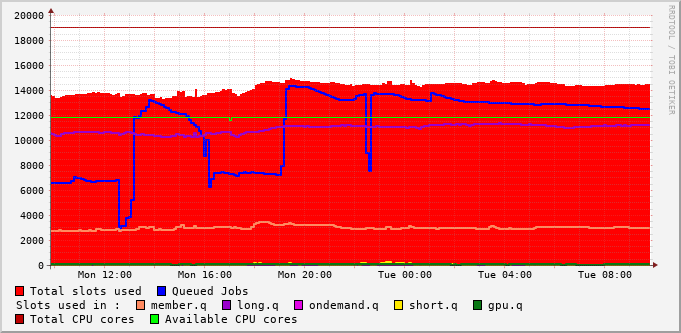 20000
18000
16000
14000
12000
10000
8000
6000
4000
2000
0
Mon 12:00 Mon 16:00 Mon 20:00 Tue 00:00 Tue 04:00 Tue 08:00
RRDTOOL / TOBI OETIKER
Total slots used Queued Jobs
Slots used in : member.q long.q ondemand.q short.q gpu.q
Total CPU cores Available CPU cores